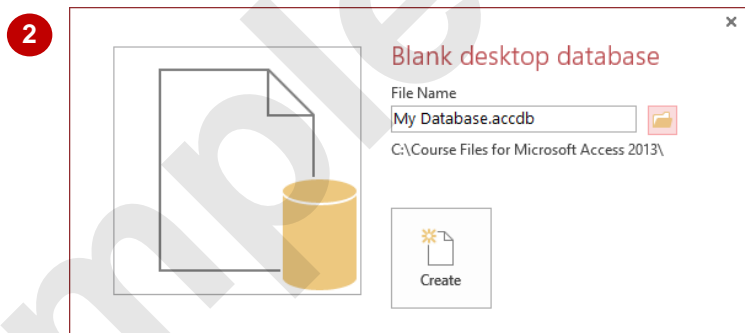 2
Blank desktop database
File Name
My Database.accdb
C:\Course Files for Microsoft Access 2013\
Create